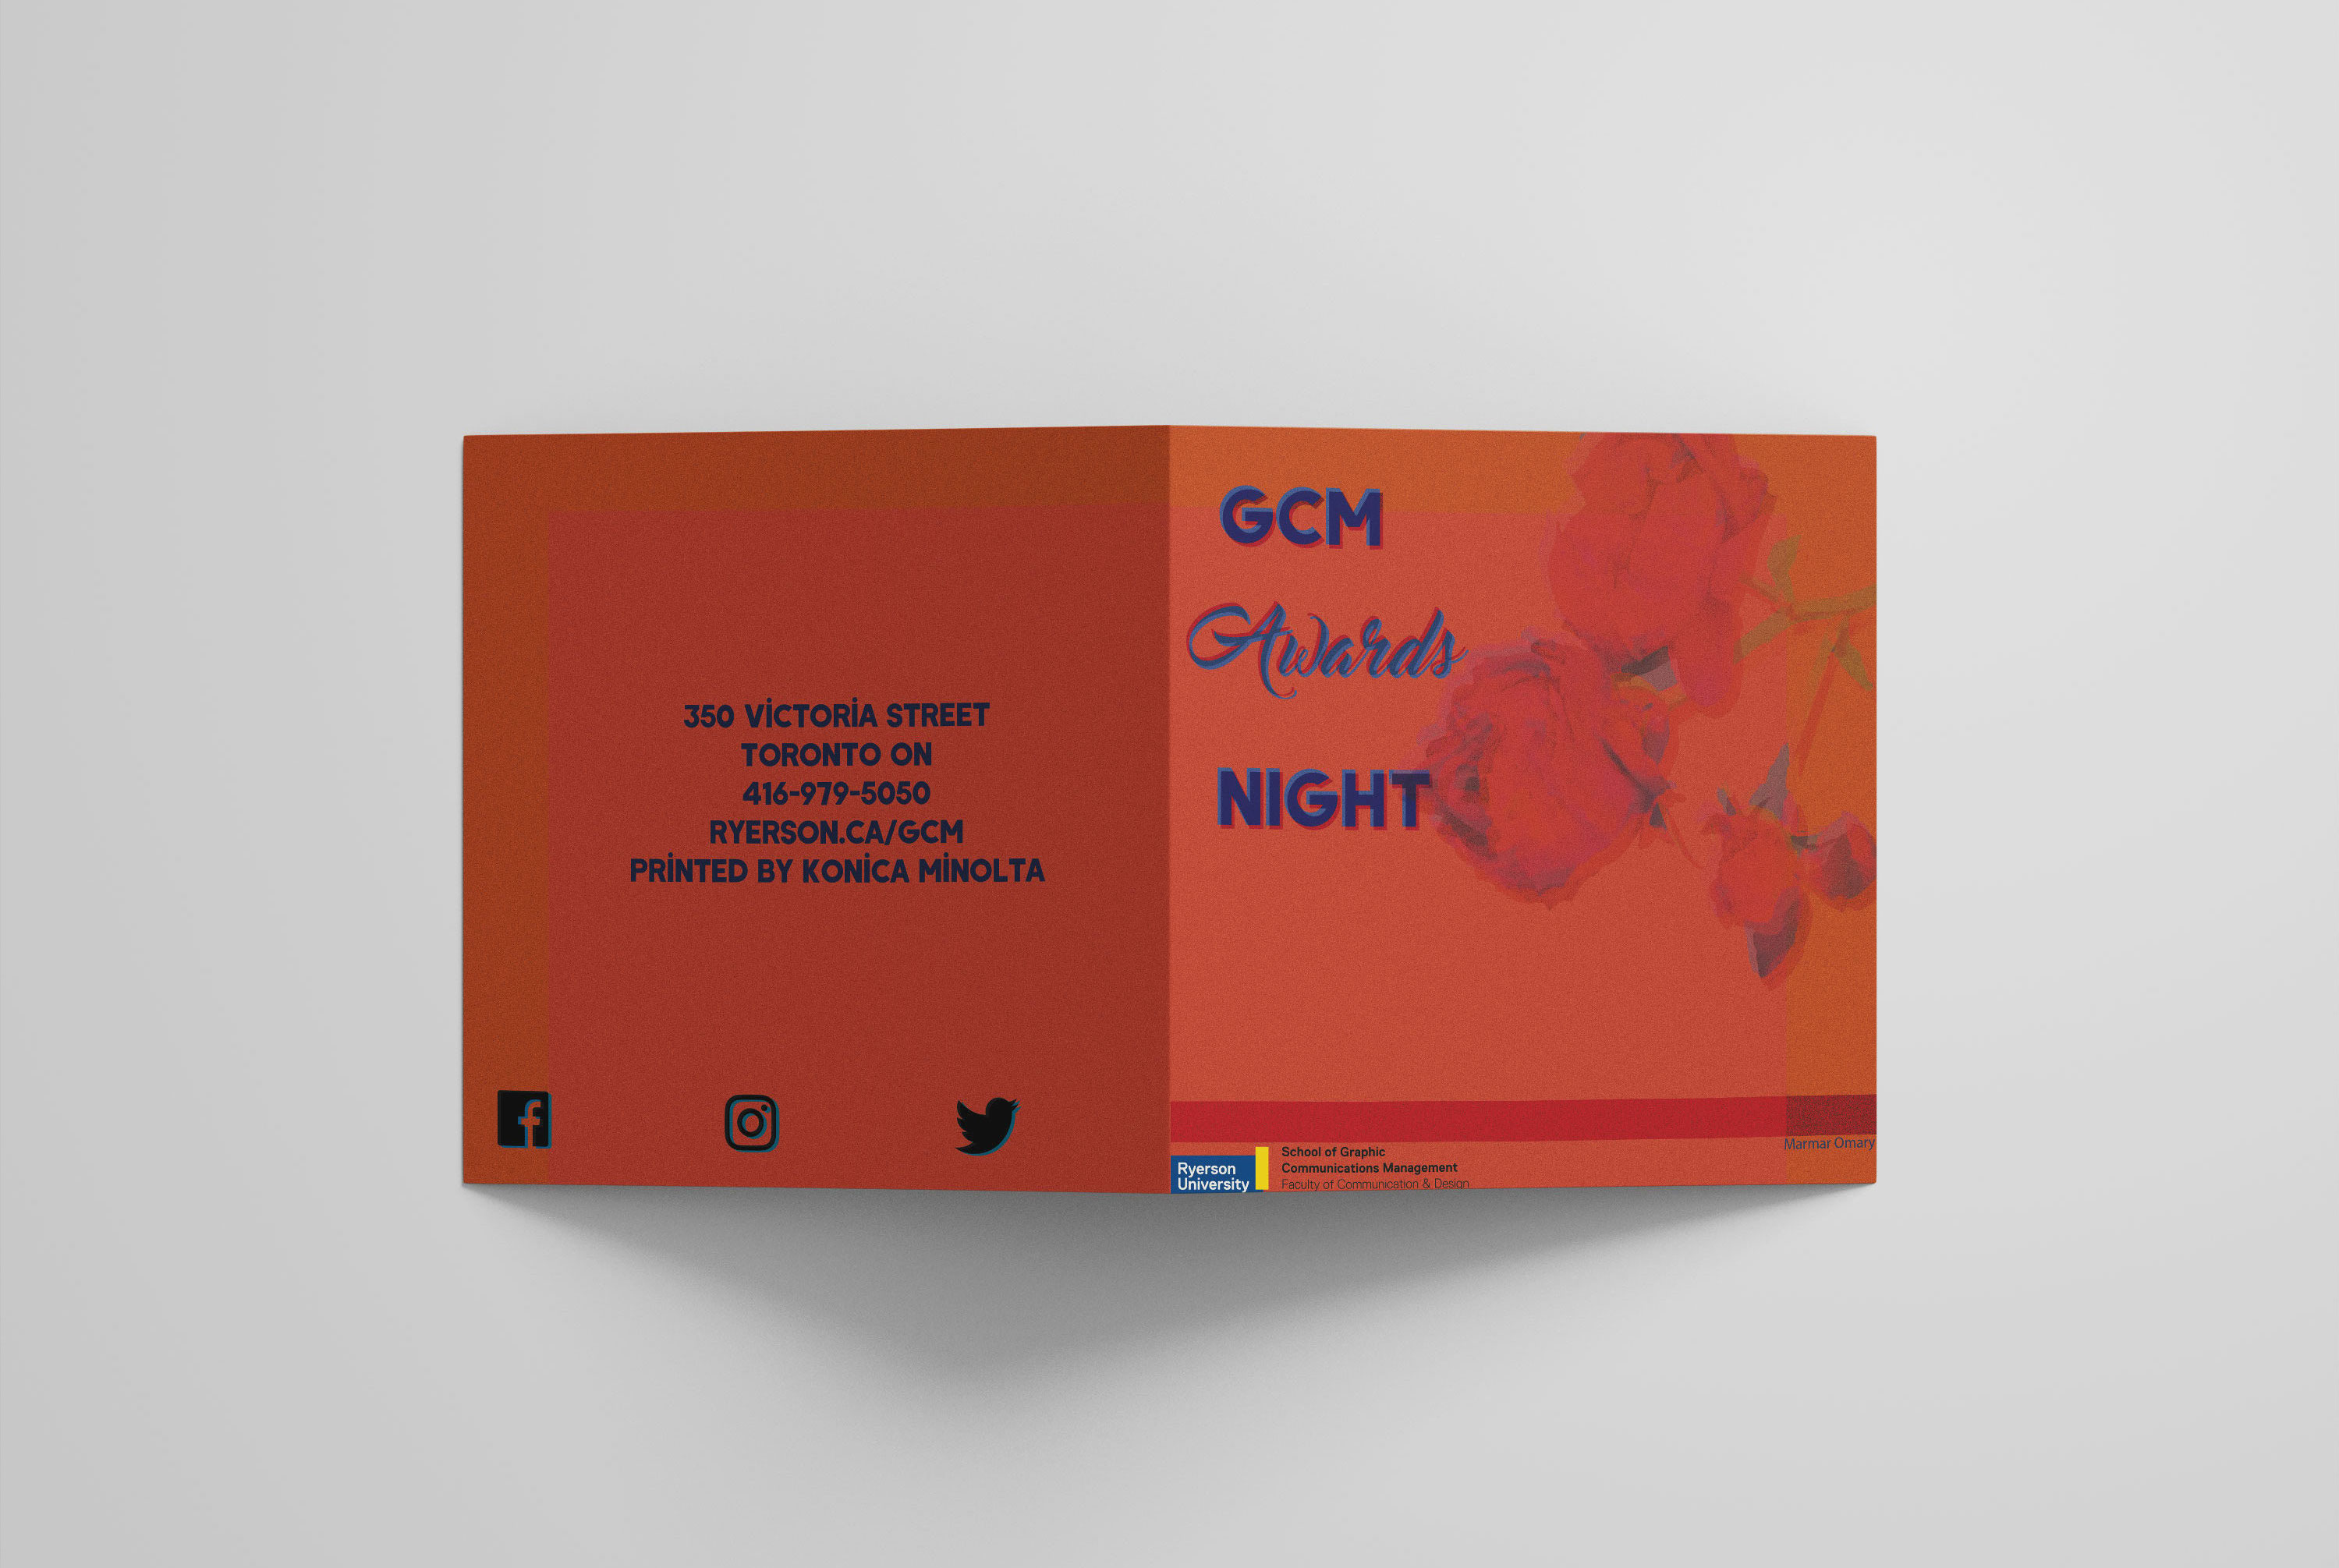 350 VİCTORİA STREET
TORONTO ON
416-979-5050
RYERSON.CA/GCM
PRİNTED BY KONİCA MİNOLTA
GCM
Awards
NIGHT
Marmar Omary
Ryerson
University
School of Graphic
Communications Management
Faculty of Communication & Design